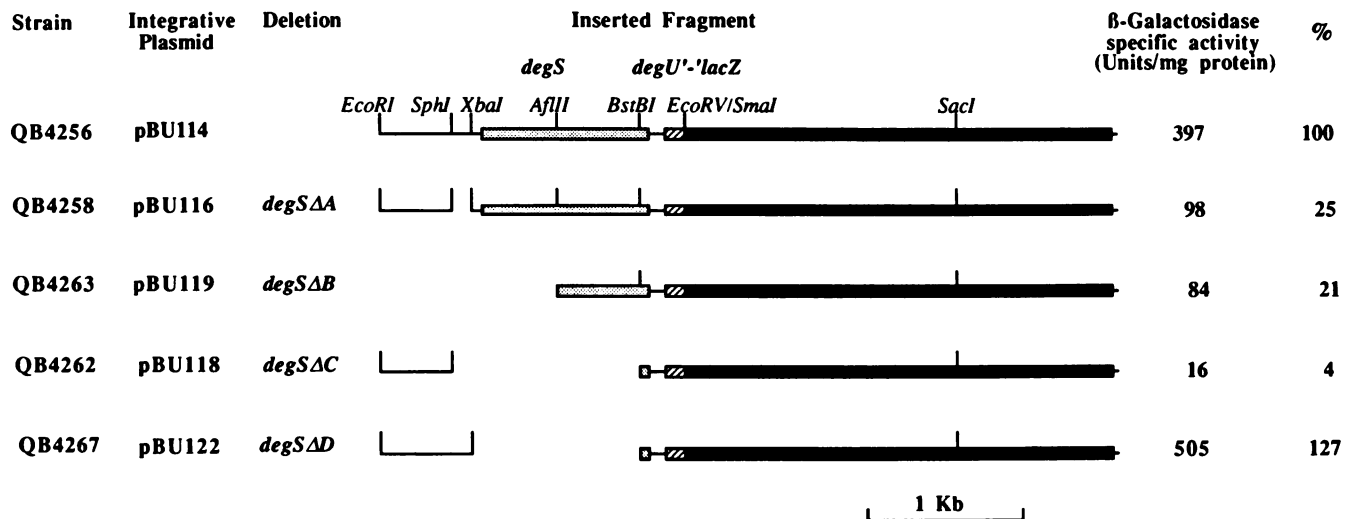 Strain Integrative Plasmid Deletion Inserted Fragment ß-Galactosidase specific activity (Units/mg protein) %
degS degU'-'lacZ
EcoRI SphI XbaI AflII BstBI EcoRV/SmaI SacI
QB4256 pBU114 397 100
QB4258 pBU116 degSΔA 98 25
QB4263 pBU119 degSΔB 84 21
QB4262 pBU118 degSΔC 16 4
QB4267 pBU122 degSΔD 505 127
1 Kb